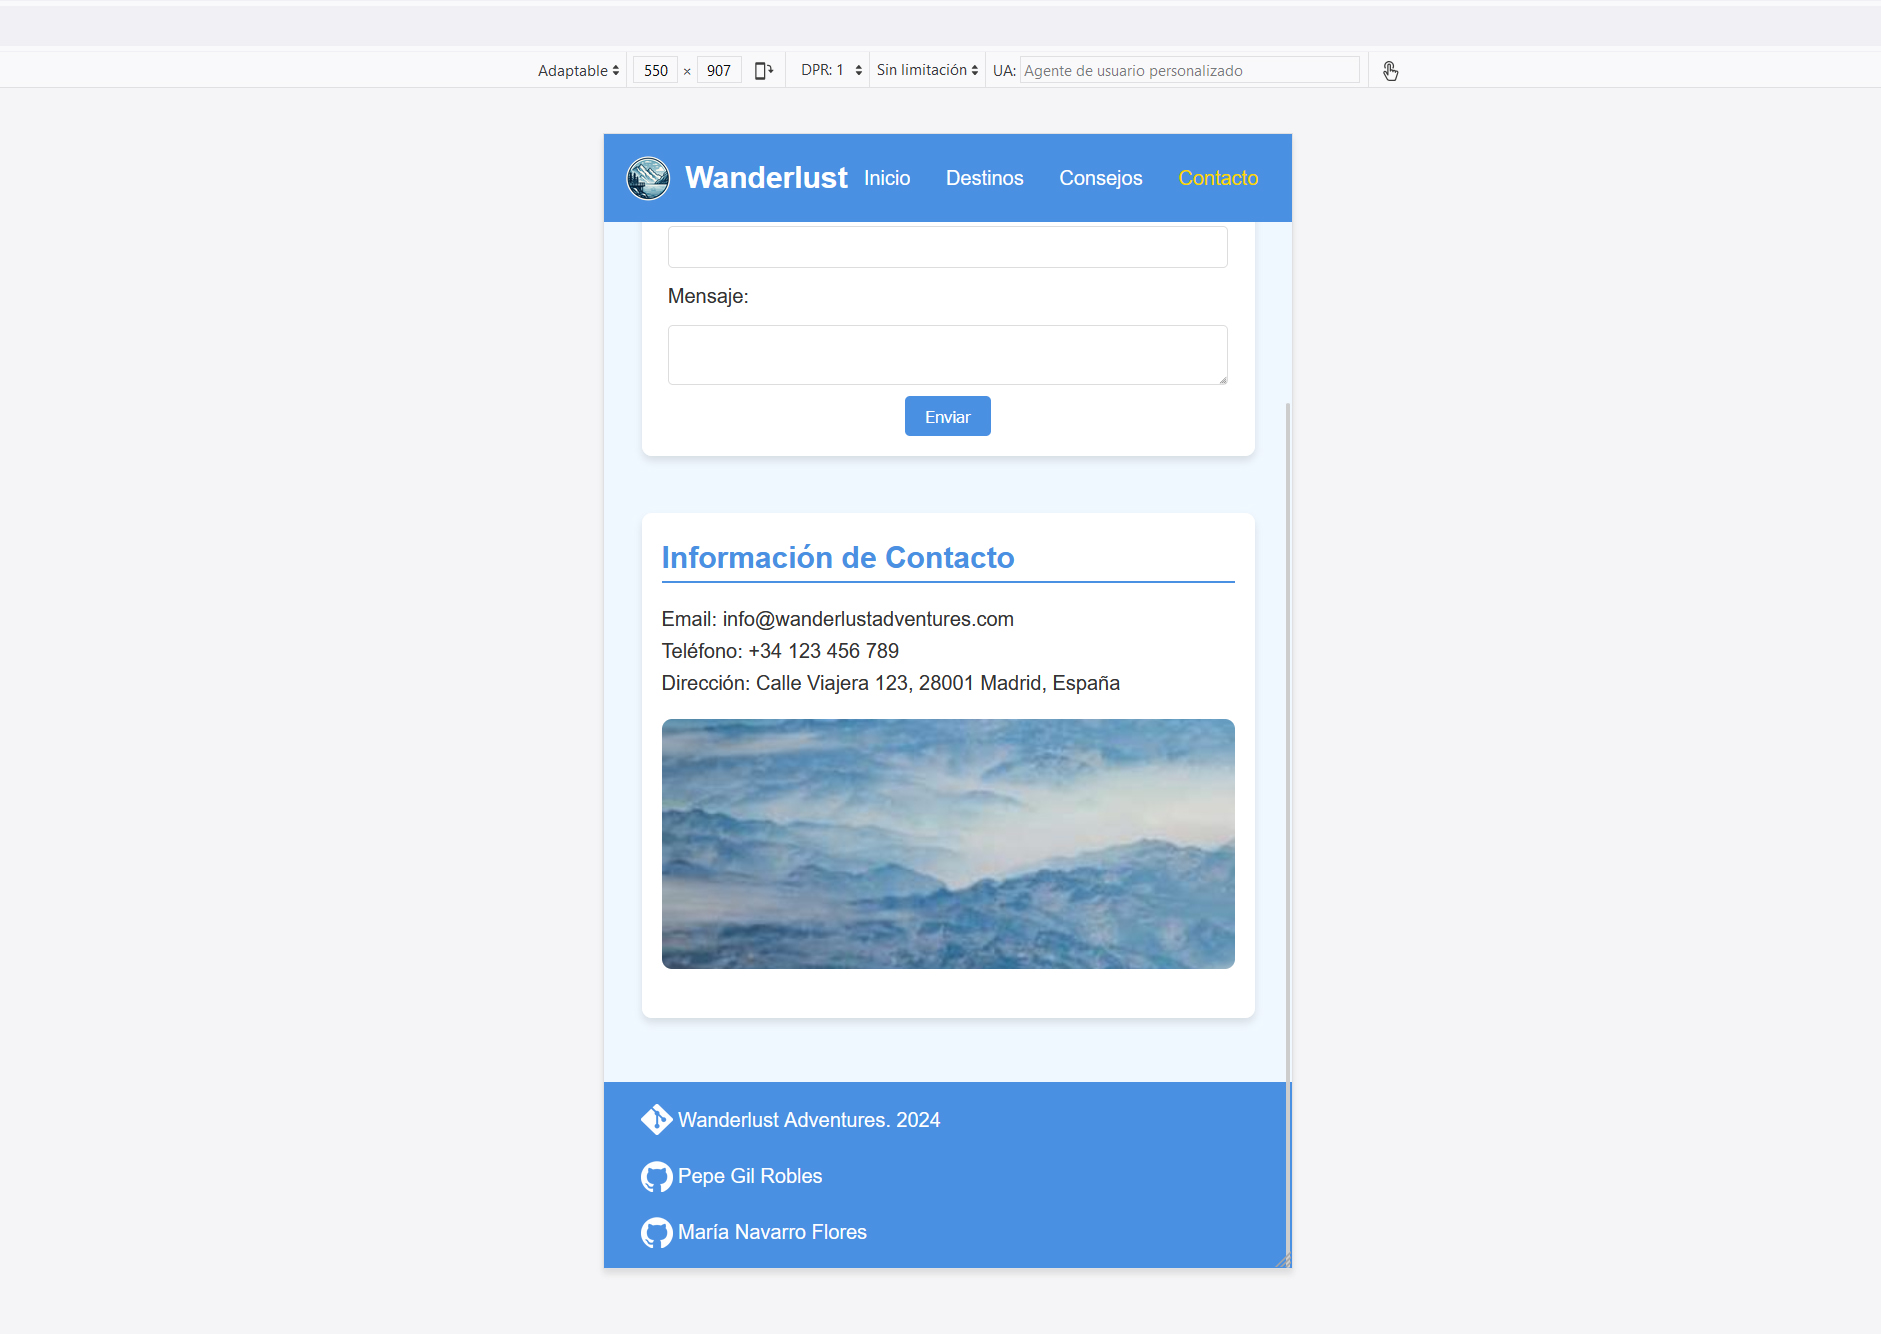 Adaptable 550 × 907 DPR: 1 Sin limitación UA: Agente de usuario personalizado
Wanderlust Inicio Destinos Consejos Contacto
Mensaje:
Enviar
Información de Contacto
Email: info@wanderlustadventures.com
Teléfono: +34 123 456 789
Dirección: Calle Viajera 123, 28001 Madrid, España
Wanderlust Adventures. 2024
Pepe Gil Robles
María Navarro Flores